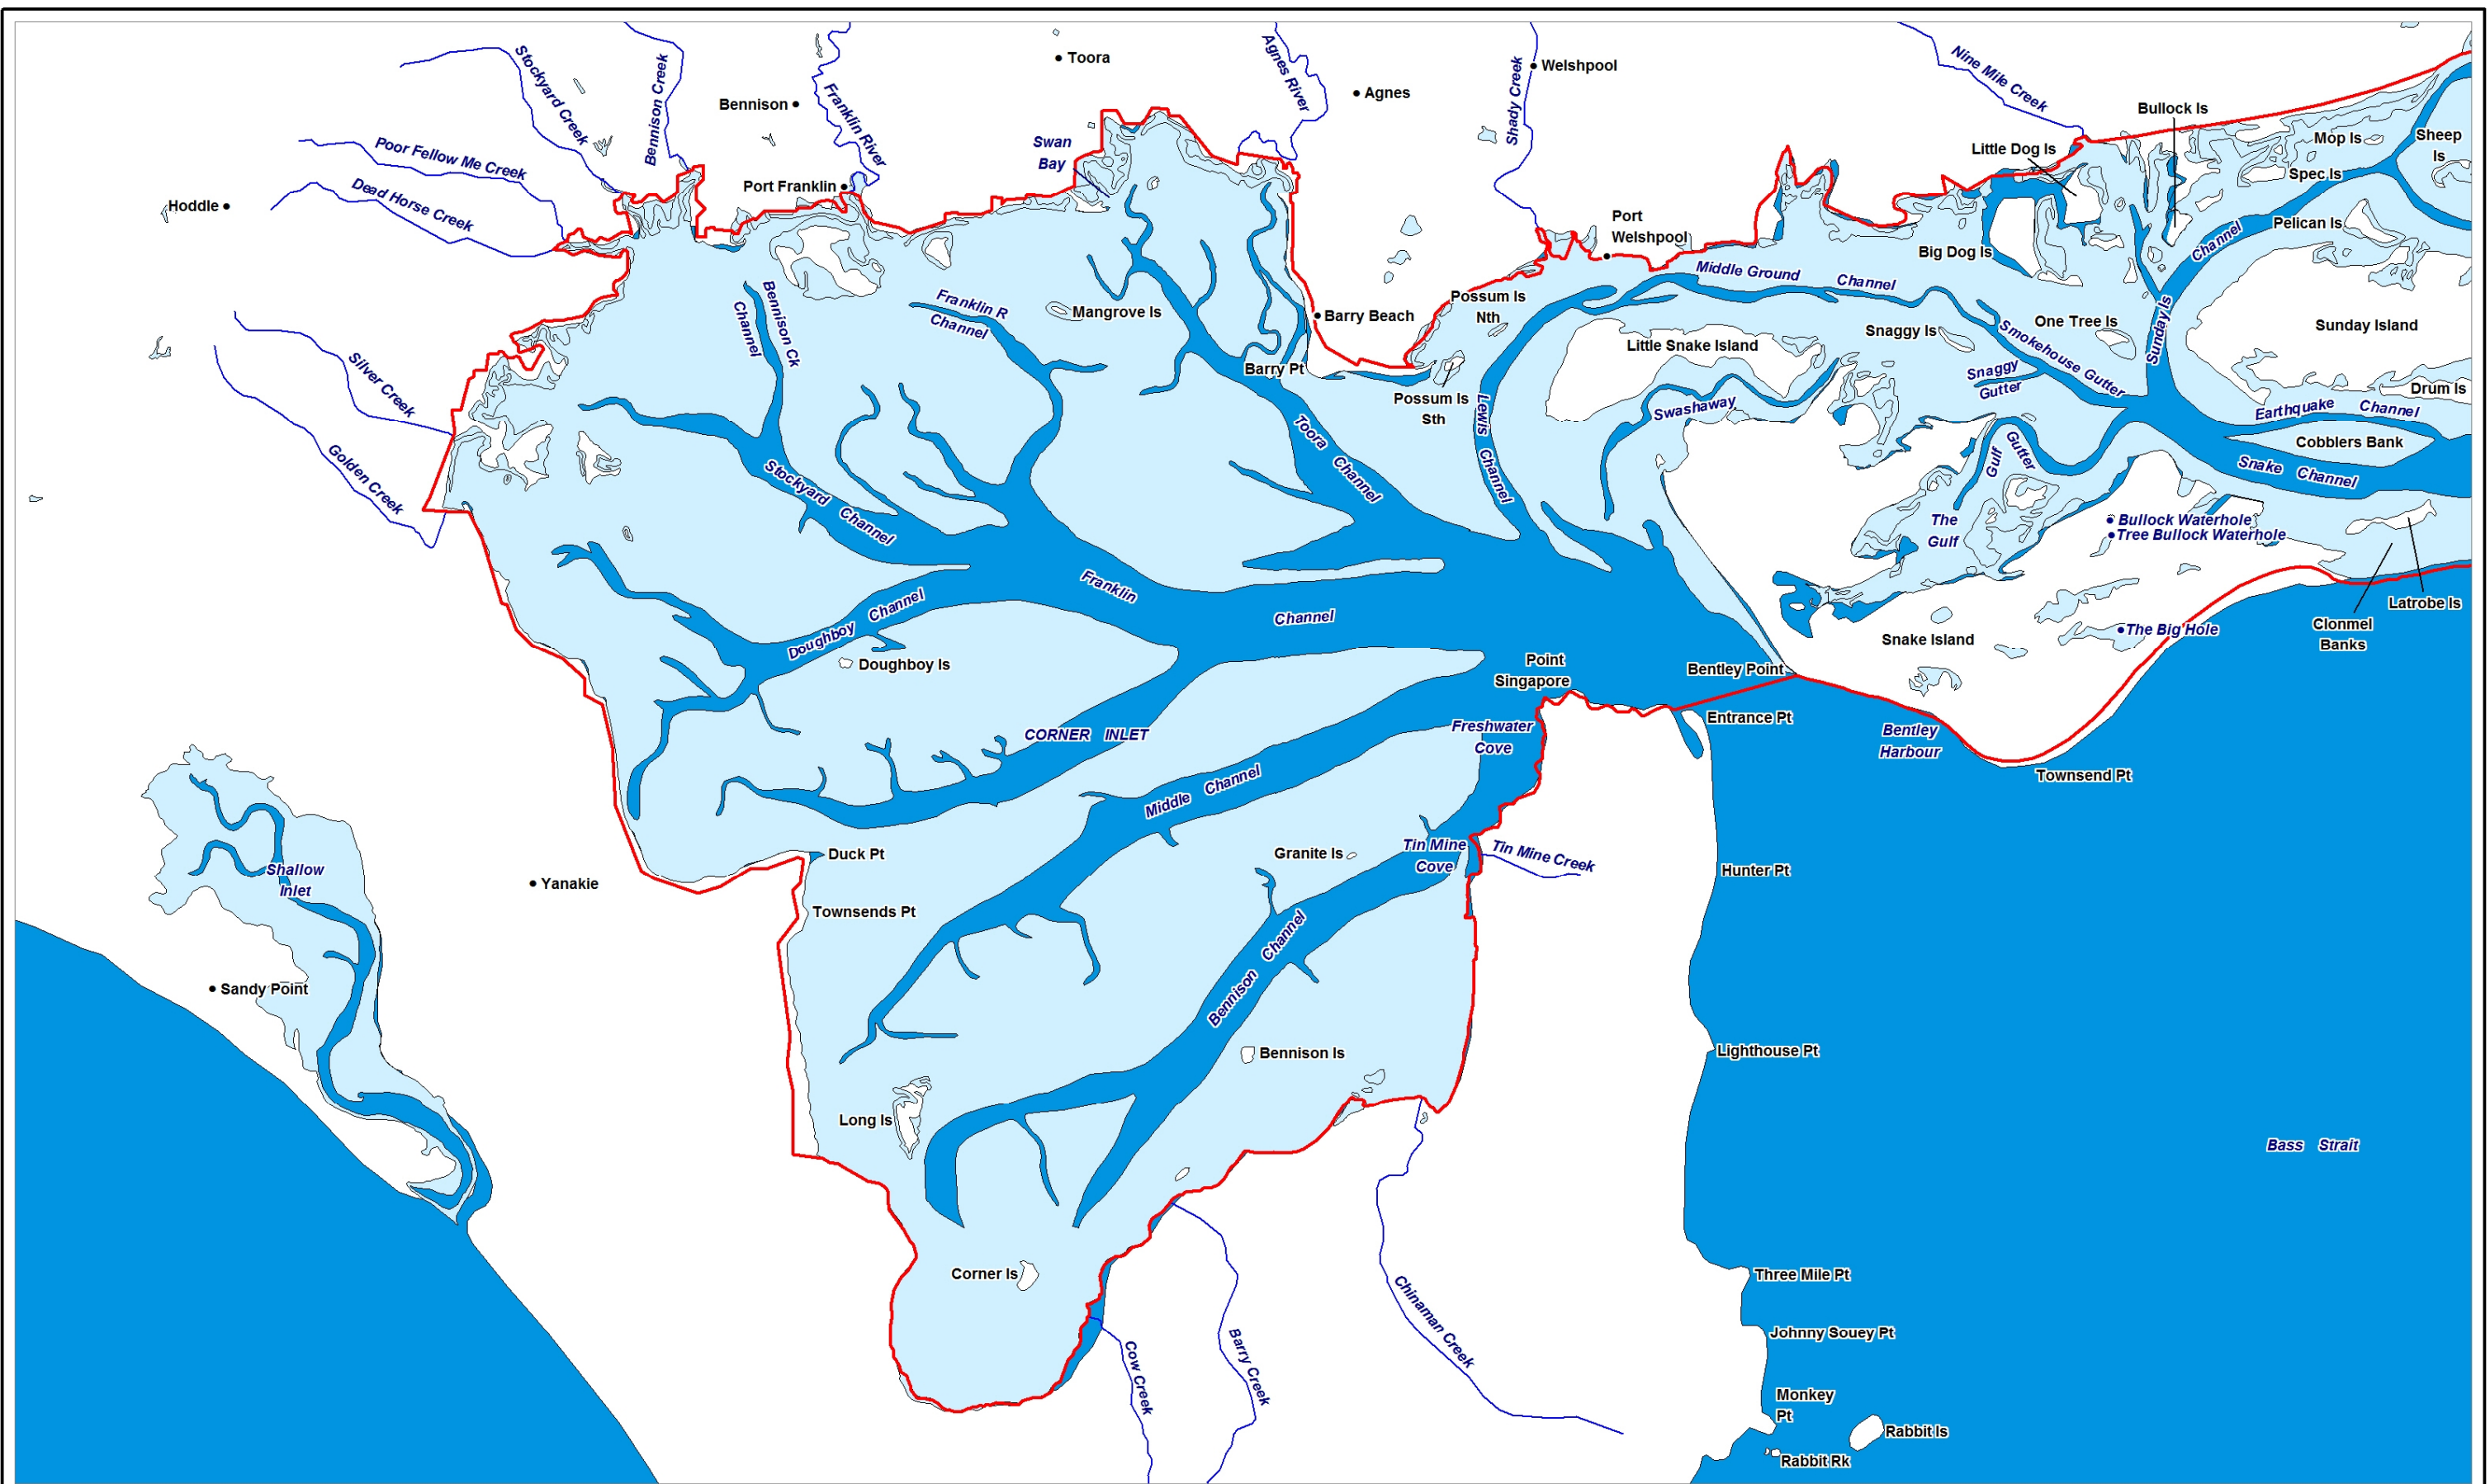 Toora
Agnes River
Welshpool
Nine Mile Creek
Stockyard Creek
Bennison Creek
Bennison
Franklin River
Agnes
Shady Creek
Bullock Is
Mop Is
Sheep
Is
Poor Fellow Me Creek
Swan
Bay
Little Dog Is
Spec Is
Dead Horse Creek
Port Franklin
Hoddle
Port
Welshpool
Pelican Is
Channel
Big Dog Is
Middle Ground Channel
Bennison Ck
Channel
Franklin R
Channel
Mangrove Is
Possum Is
Nth
Barry Beach
Snaggy Is
One Tree Is
Sunday Island
Sunday Is
Little Snake Island
Smokehouse Gutter
Silver Creek
Barry Pt
Snaggy
Gutter
Drum Is
Possum Is
Sth
Lewis Channel
Swashaway
Earthquake Channel
Cobblers Bank
Toora Channel
Golden Creek
Stockyard Channel
Gulf
Gutter
Snake Channel
The
Gulf
Bullock Waterhole
Tree Bullock Waterhole
Franklin
Channel
Latrobe Is
Clonmel
Banks
Doughboy Channel
The Big Hole
Snake Island
Doughboy Is
Point
Singapore
Bentley Point
Entrance Pt
CORNER INLET
Freshwater
Cove
Bentley
Harbour
Townsend Pt
Middle Channel
Duck Pt
Granite Is
Tin Mine
Cove
Tin Mine Creek
Shallow
Inlet
Yanakie
Hunter Pt
Townsends Pt
Bennison Channel
Sandy Point
Bennison Is
Lighthouse Pt
Long Is
Bass Strait
Corner Is
Three Mile Pt
Chinaman Creek
Johnny Souey Pt
Cow Creek
Barry Creek
Monkey
Pt
Rabbit Is
Rabbit Rk